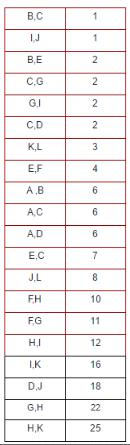 B,C 1
I,J 1
B,E 2
C,G 2
G,I 2
C,D 2
K,L 3
E,F 4
A ,B 6
A,C 6
A,D 6
E,C 7
J,L 8
F,H 10
F,G 11
H,I 12
I,K 16
D,J 18
G,H 22
H,K 25